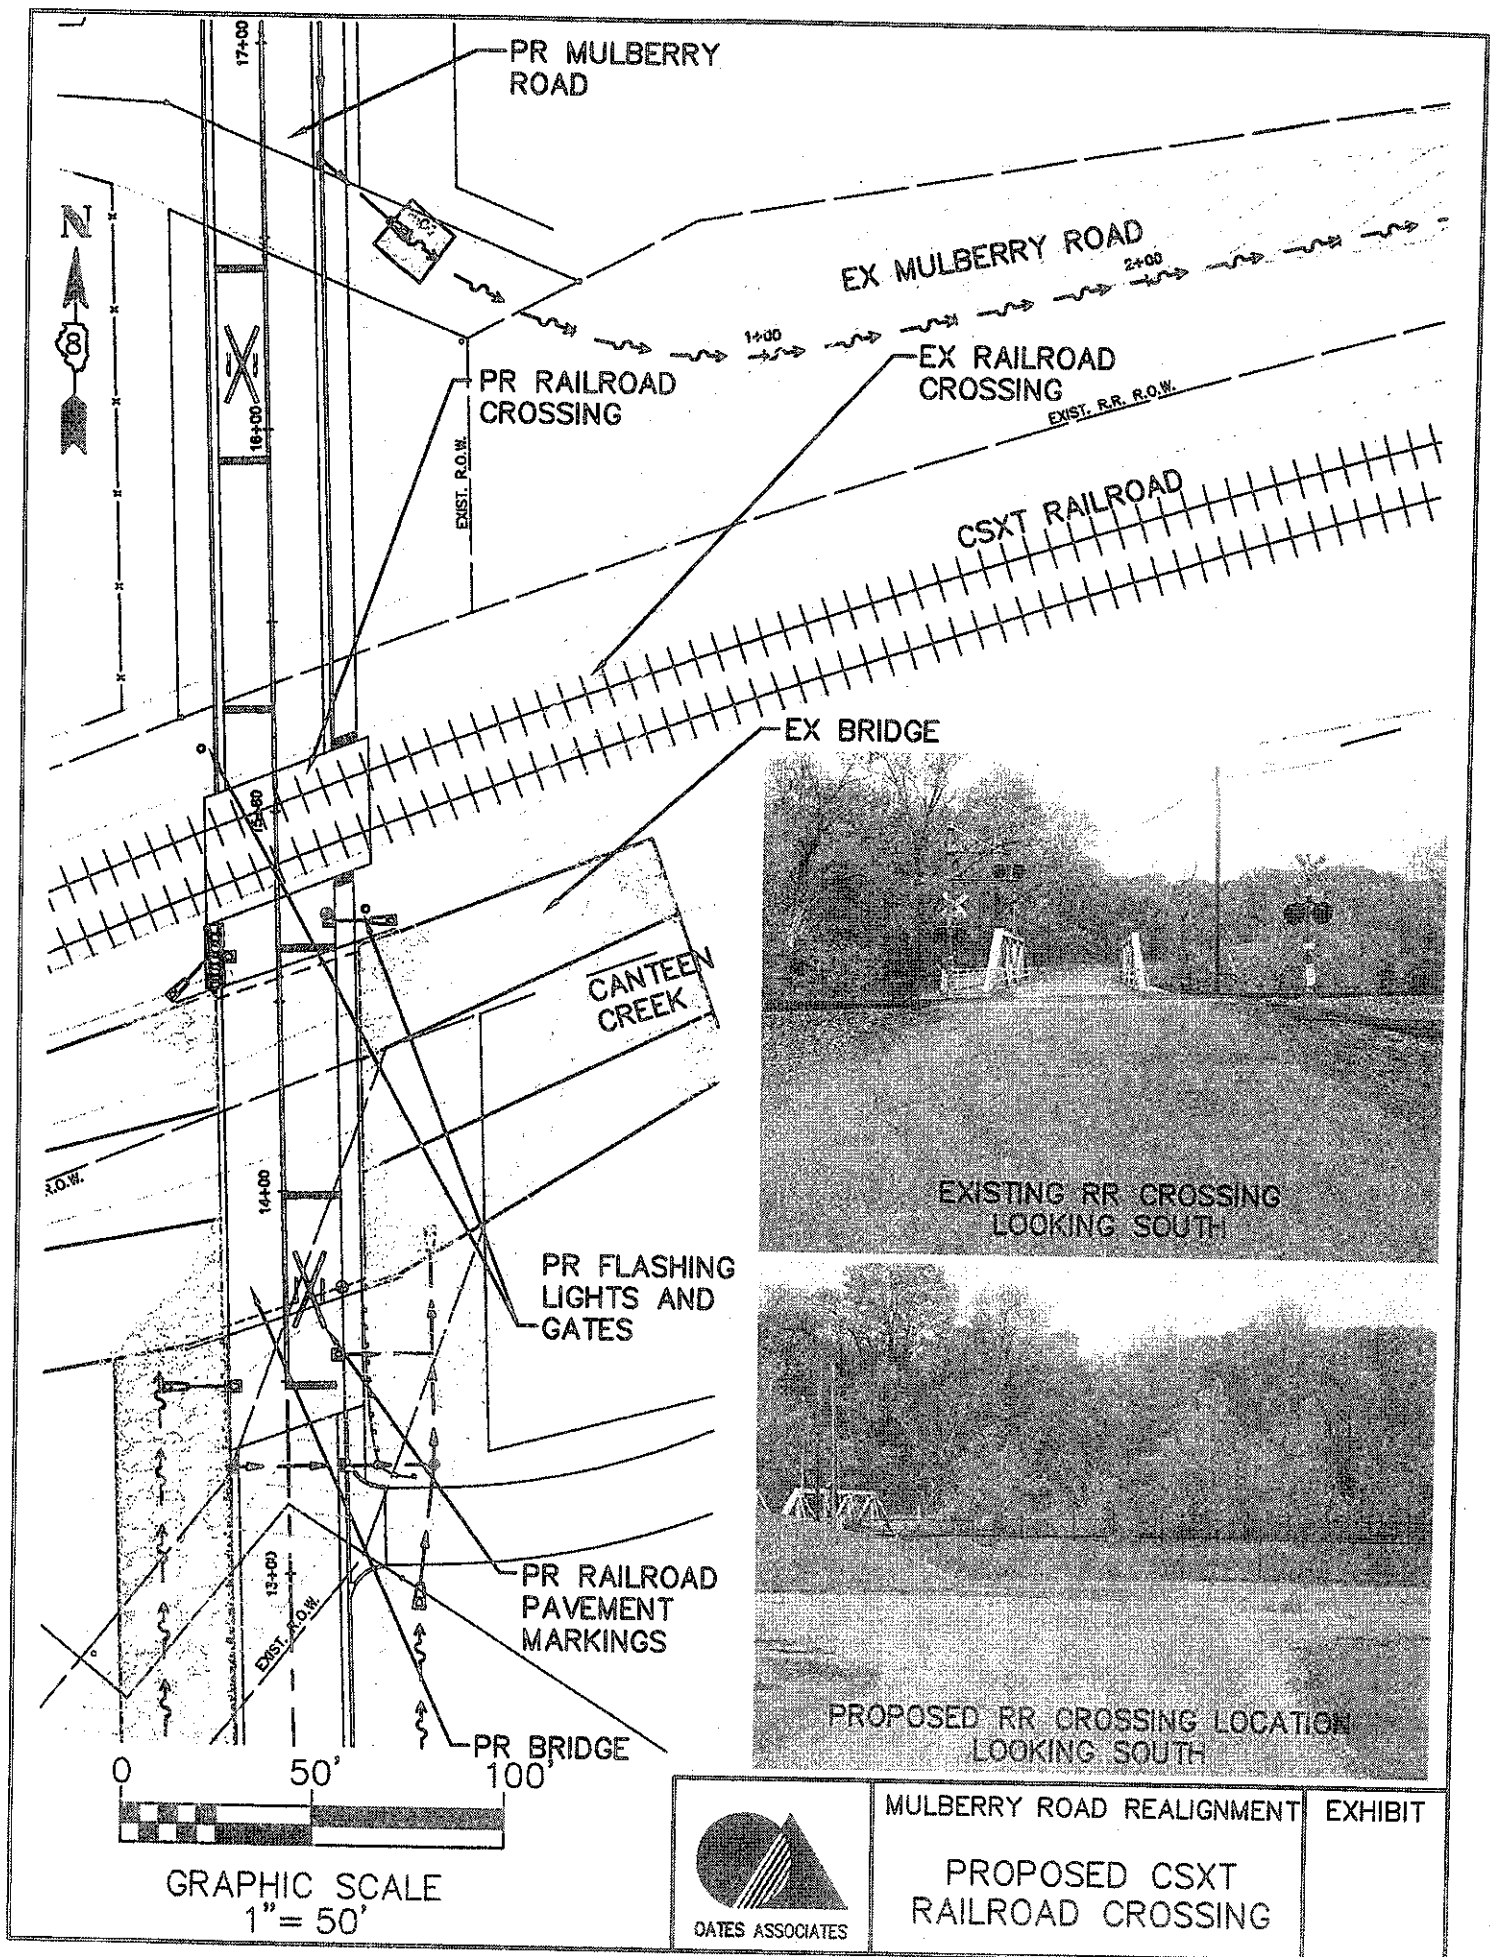 17+00
PR MULBERRY
ROAD
N
EX MULBERRY ROAD
2+00
1+00
EX RAILROAD
CROSSING
PR RAILROAD
CROSSING
EXIST. R.R. R.O.W.
16+00
EXIST. R.O.W.
CSXT RAILROAD
EX BRIDGE
CANTEEN
CREEK
R.O.W.
14+00
EXISTING RR CROSSING
LOOKING SOUTH
PR FLASHING
LIGHTS AND
GATES
13+00
EXIST. R.O.W.
PR RAILROAD
PAVEMENT
MARKINGS
PROPOSED RR CROSSING LOCATION
LOOKING SOUTH
PR BRIDGE
0 50' 100'
GRAPHIC SCALE
1"= 50'
OATES ASSOCIATES
MULBERRY ROAD REALIGNMENT
PROPOSED CSXT
RAILROAD CROSSING
EXHIBIT